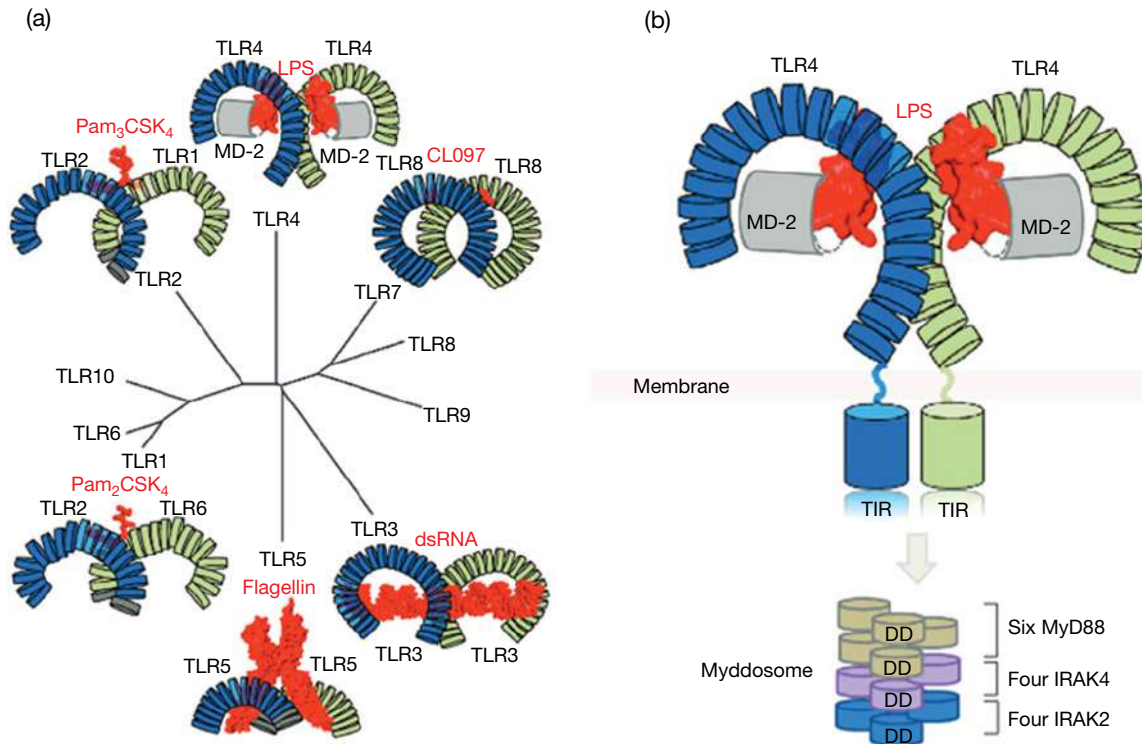 (a)
TLR4 TLR4
LPS
Pam3CSK4
TLR2 TLR1
MD-2 MD-2
TLR8 CL097 TLR8
TLR4
TLR2
TLR7
TLR8
TLR10
TLR9
TLR6
TLR1
Pam2CSK4
TLR2 TLR6
TLR3
dsRNA
TLR5
Flagellin
TLR5 TLR5
TLR3 TLR3
(b)
TLR4 TLR4
LPS
MD-2 MD-2
Membrane
TIR TIR
Myddosome
DD
DD
DD
DD
Six MyD88
Four IRAK4
Four IRAK2